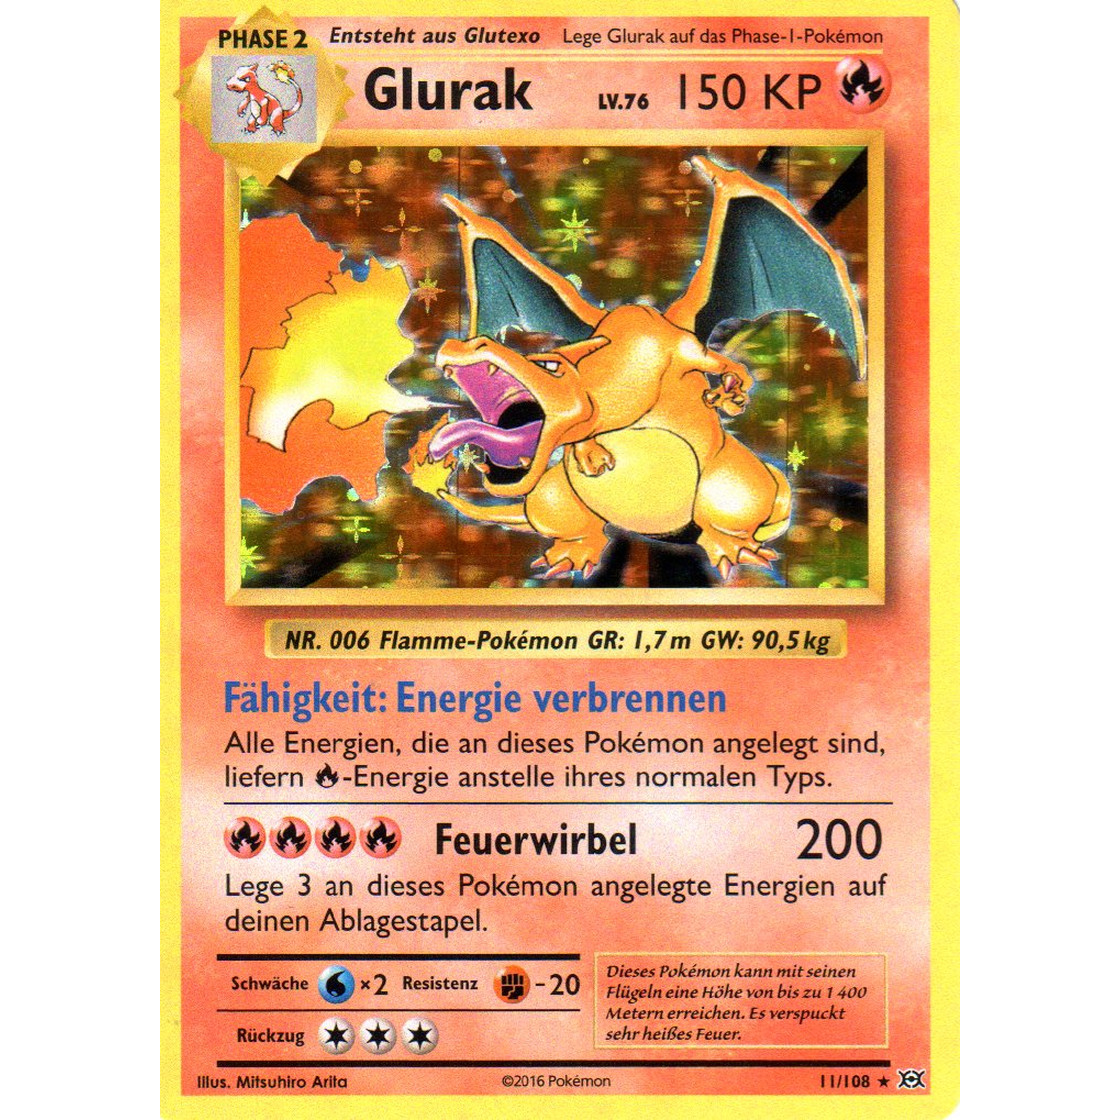 PHASE 2 Entsteht aus Glutexo Lege Glurak auf das Phase-1-Pokémon
Glurak LV.76 150 KP
NR. 006 Flamme-Pokémon GR: 1,7 m GW: 90,5 kg
Fähigkeit: Energie verbrennen
Alle Energien, die an dieses Pokémon angelegt sind,
liefern -Energie anstelle ihres normalen Typs.
Feuerwirbel 200
Lege 3 an dieses Pokémon angelegte Energien auf
deinen Ablagestapel.
Schwäche ×2 Resistenz -20
Rückzug
Dieses Pokémon kann mit seinen
Flügeln eine Höhe von bis zu 1 400
Metern erreichen. Es verspuckt
sehr heißes Feuer.
Illus. Mitsuhiro Arita ©2016 Pokémon 11/108 ★